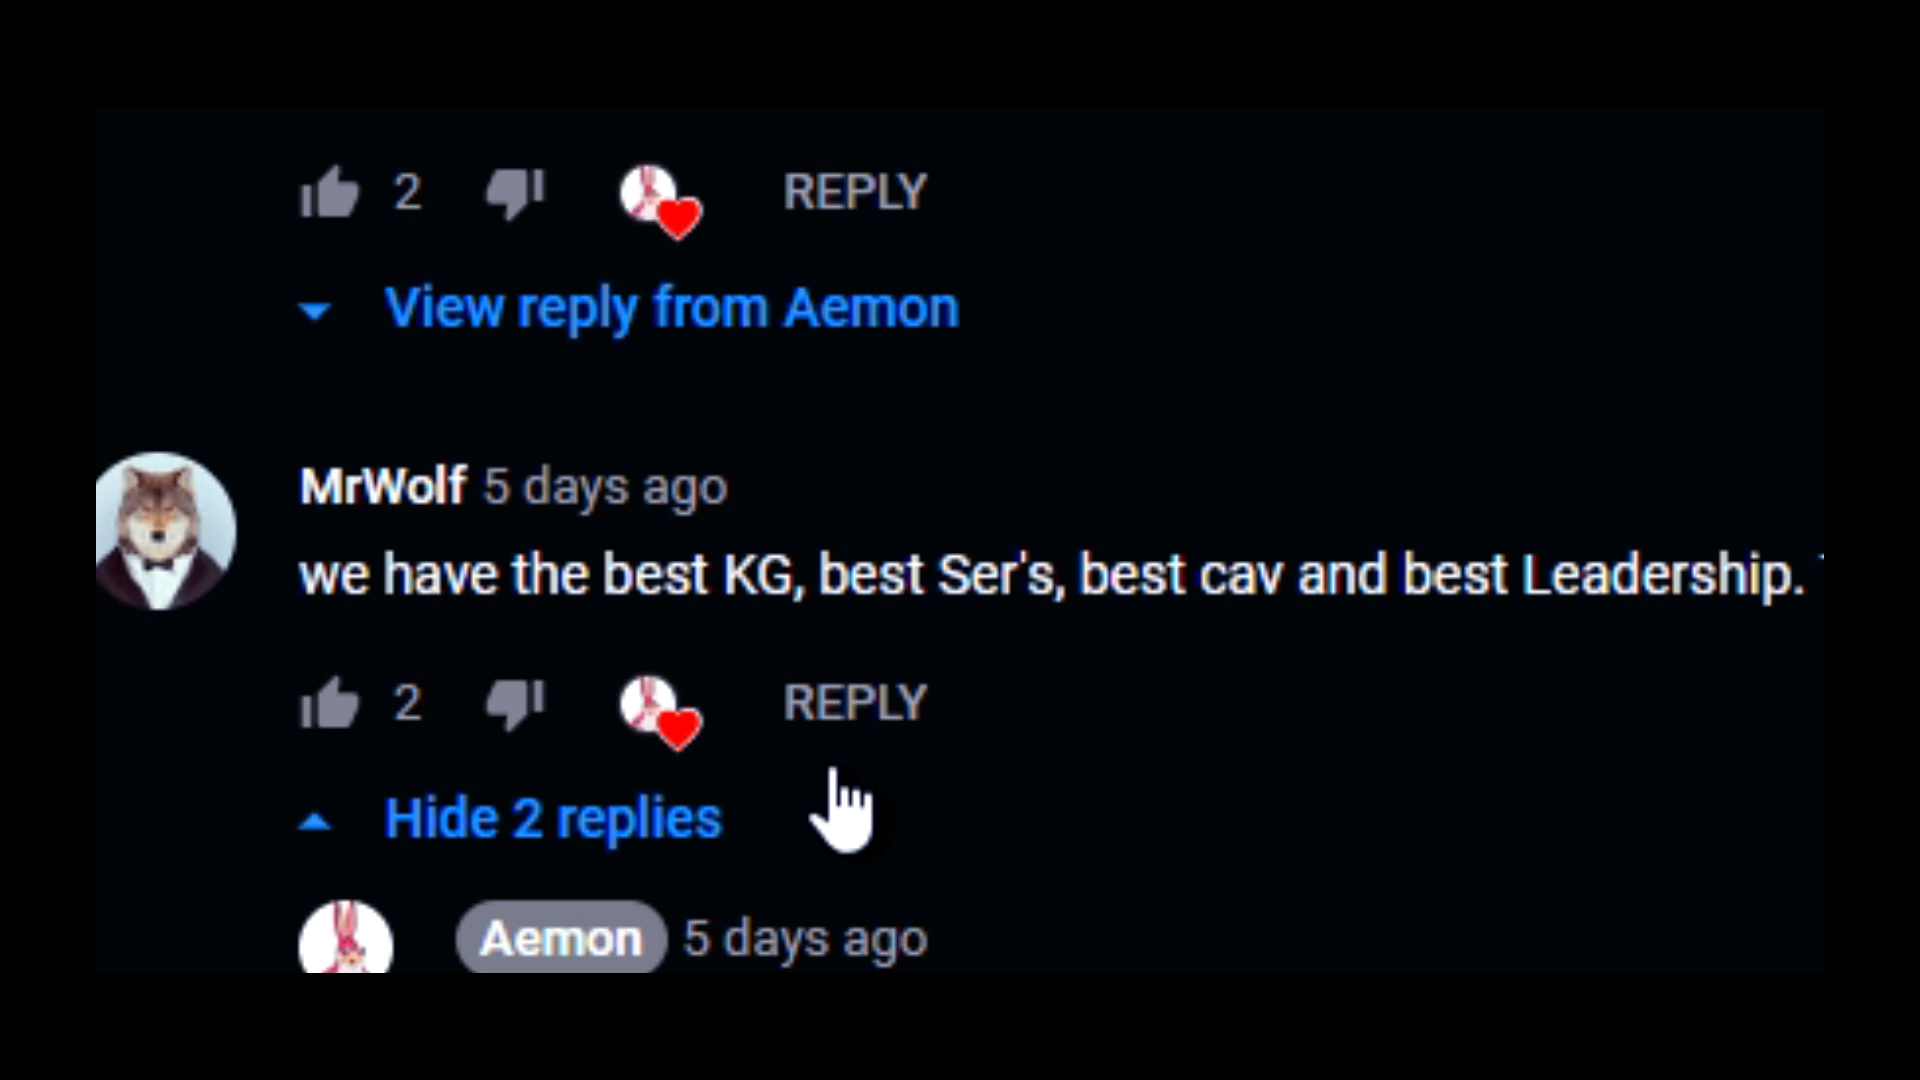 2 REPLY
View reply from Aemon
MrWolf 5 days ago
we have the best KG, best Ser's, best cav and best Leadership.
2 REPLY
Hide 2 replies
Aemon 5 days ago